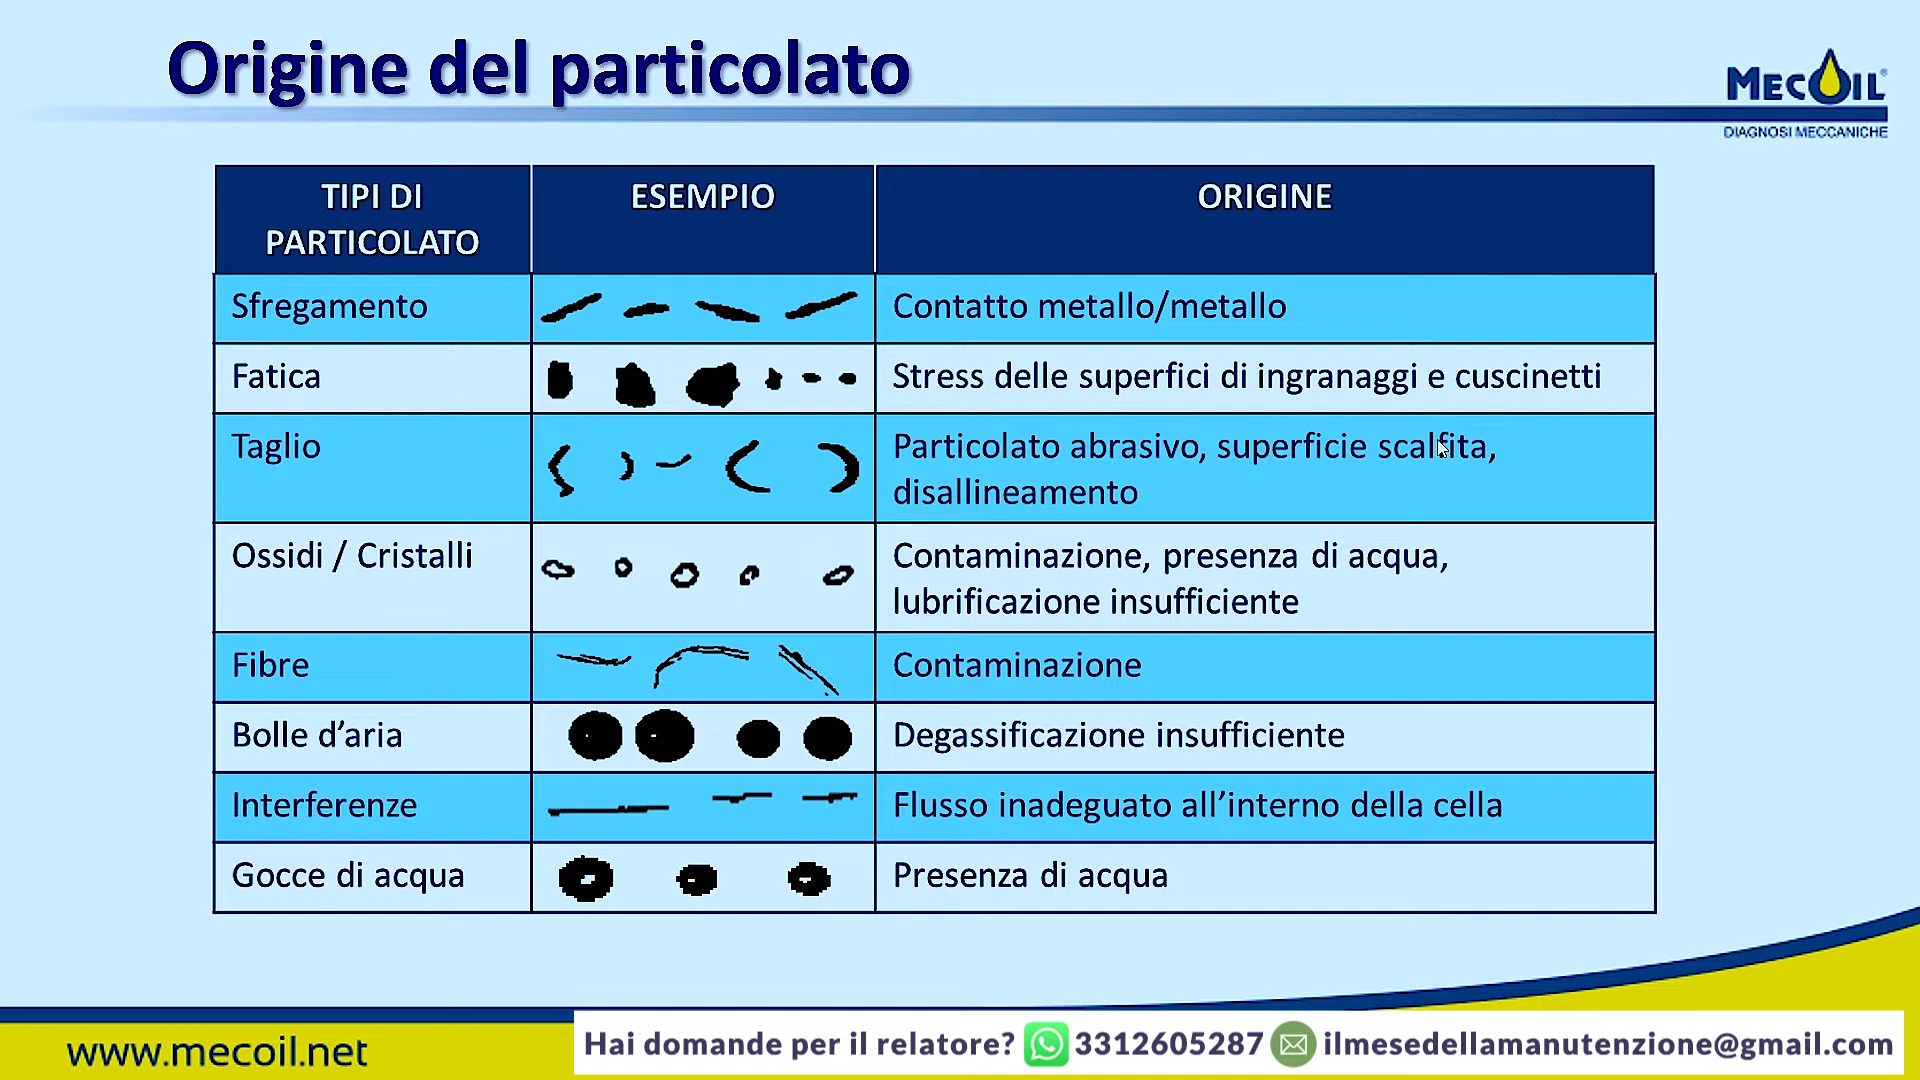 Origine del particolato
MECOIL®
DIAGNOSI MECCANICHE
TIPI DI
PARTICOLATO
ESEMPIO
ORIGINE
Sfregamento
Contatto metallo/metallo
Fatica
Stress delle superfici di ingranaggi e cuscinetti
Taglio
Particolato abrasivo, superficie scalfita,
disallineamento
Ossidi / Cristalli
Contaminazione, presenza di acqua,
lubrificazione insufficiente
Fibre
Contaminazione
Bolle d’aria
Degassificazione insufficiente
Interferenze
Flusso inadeguato all’interno della cella
Gocce di acqua
Presenza di acqua
www.mecoil.net
Hai domande per il relatore? 3312605287 ilmesedellamanutenzione@gmail.com